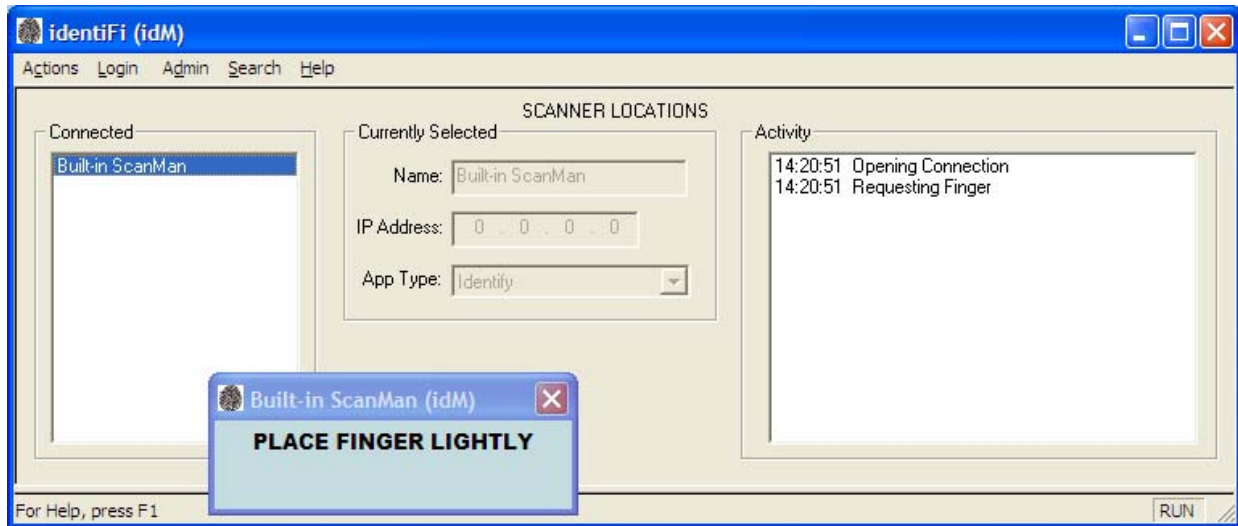 identiFi (idM)
Actions Login Admin Search Help
SCANNER LOCATIONS
Connected
Built-in ScanMan
Currently Selected
Name: Built-in ScanMan
IP Address: 0 . 0 . 0 . 0
App Type: Identify
Activity
14:20:51 Opening Connection
14:20:51 Requesting Finger
Built-in ScanMan (idM)
PLACE FINGER LIGHTLY
For Help, press F1
RUN